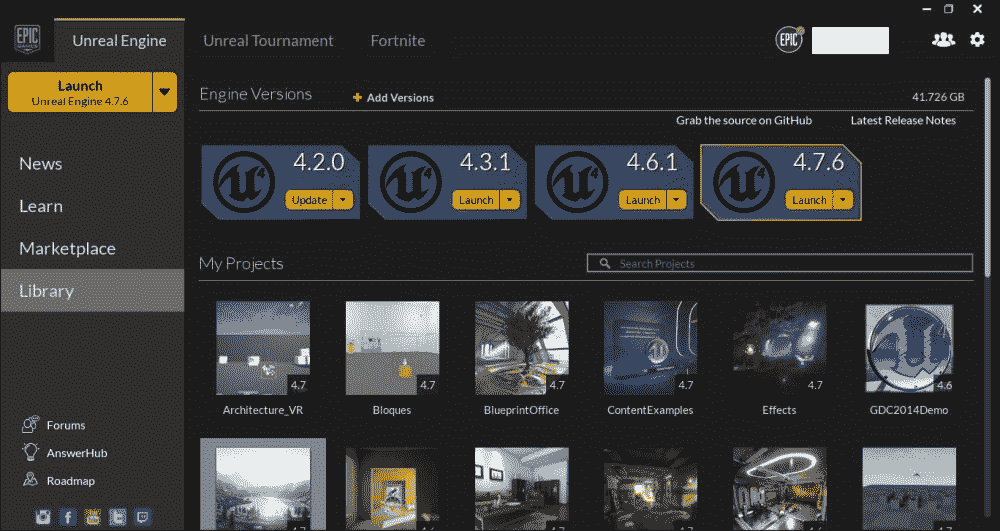 EPIC GAMES
Unreal Engine
Unreal Tournament
Fortnite
EPIC
Launch
Unreal Engine 4.7.6
Engine Versions
+ Add Versions
41.726 GB
Grab the source on GitHub
Latest Release Notes
4.2.0
Update
4.3.1
Launch
4.6.1
Launch
4.7.6
Launch
News
Learn
Marketplace
Library
My Projects
Search Projects
4.7
4.7
4.7
4.7
4.7
4.6
Architecture_VR
Bloques
BlueprintOffice
ContentExamples
Effects
GDC2014Demo
Forums
AnswerHub
Roadmap